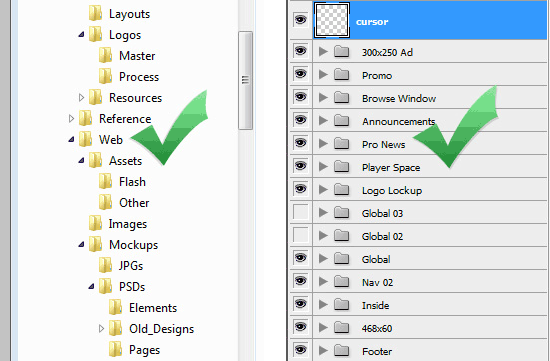 Layouts
Logos
Master
Process
Resources
Reference
Web
Assets
Flash
Other
Images
Mockups
JPGs
PSDs
Elements
Old_Designs
Pages
cursor
300x250 Ad
Promo
Browse Window
Announcements
Pro News
Player Space
Logo Lockup
Global 03
Global 02
Global
Nav 02
Inside
468x60
Footer